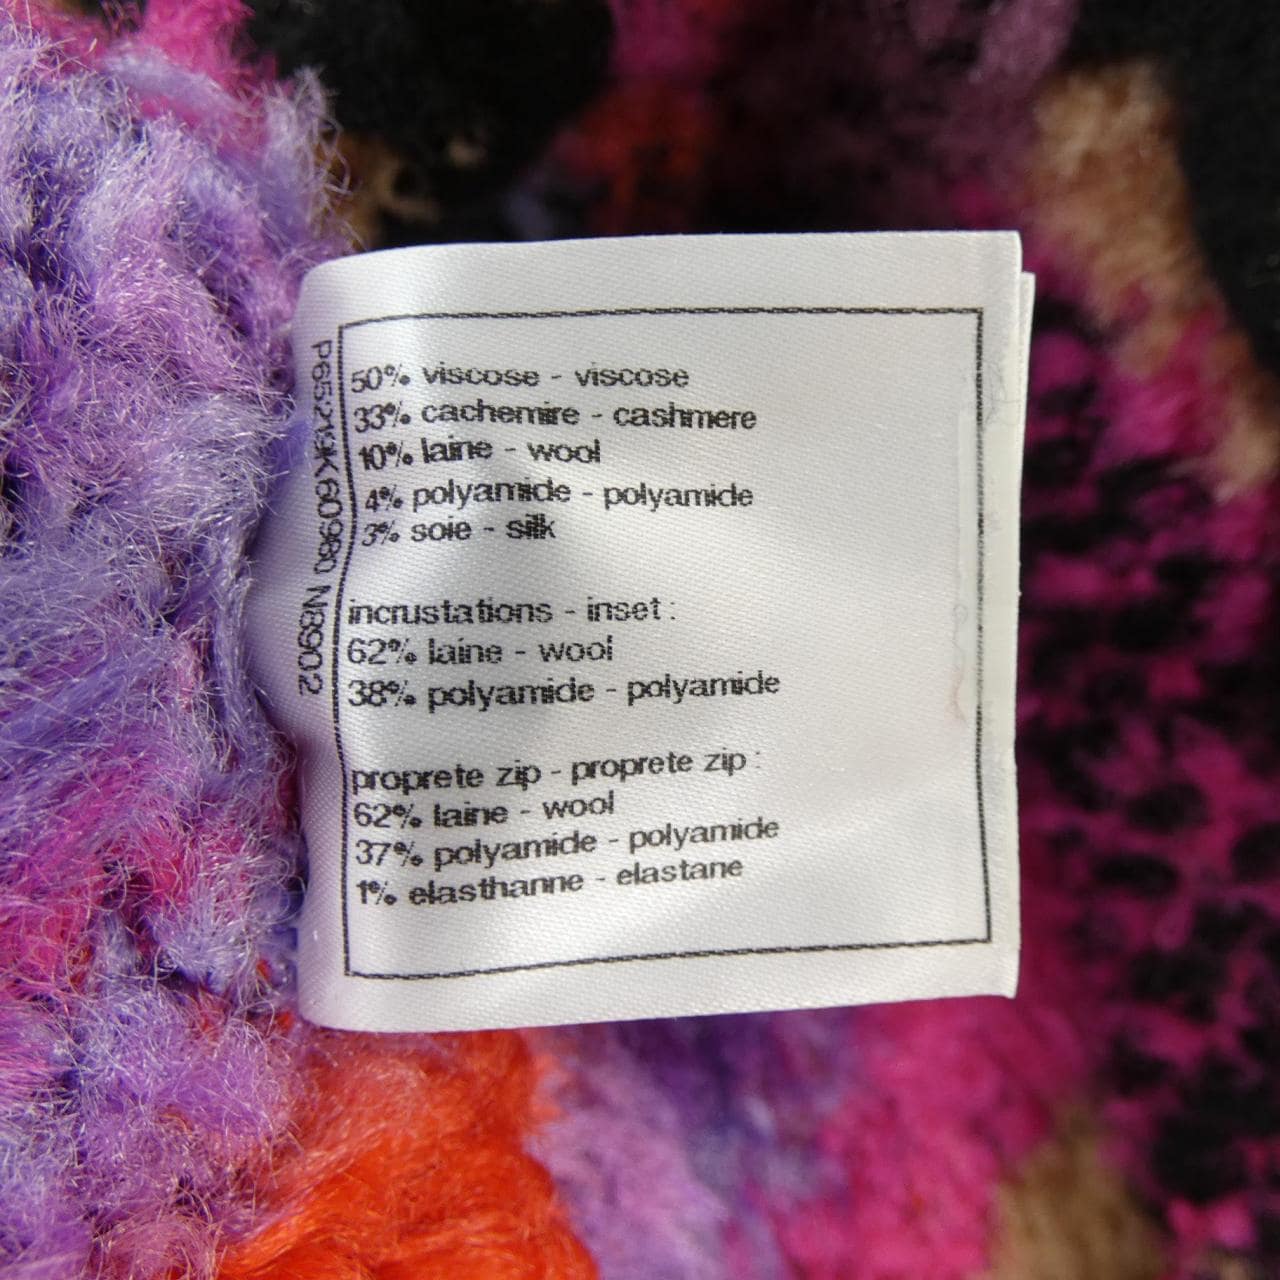 P65219K60980 N8902
50% viscose - viscose
33% cachemire - cashmere
10% laine - wool
4% polyamide - polyamide
3% soie - silk
incrustations - inset :
62% laine - wool
38% polyamide - polyamide
proprete zip - proprete zip :
62% laine - wool
37% polyamide - polyamide
1% elasthanne - elastane